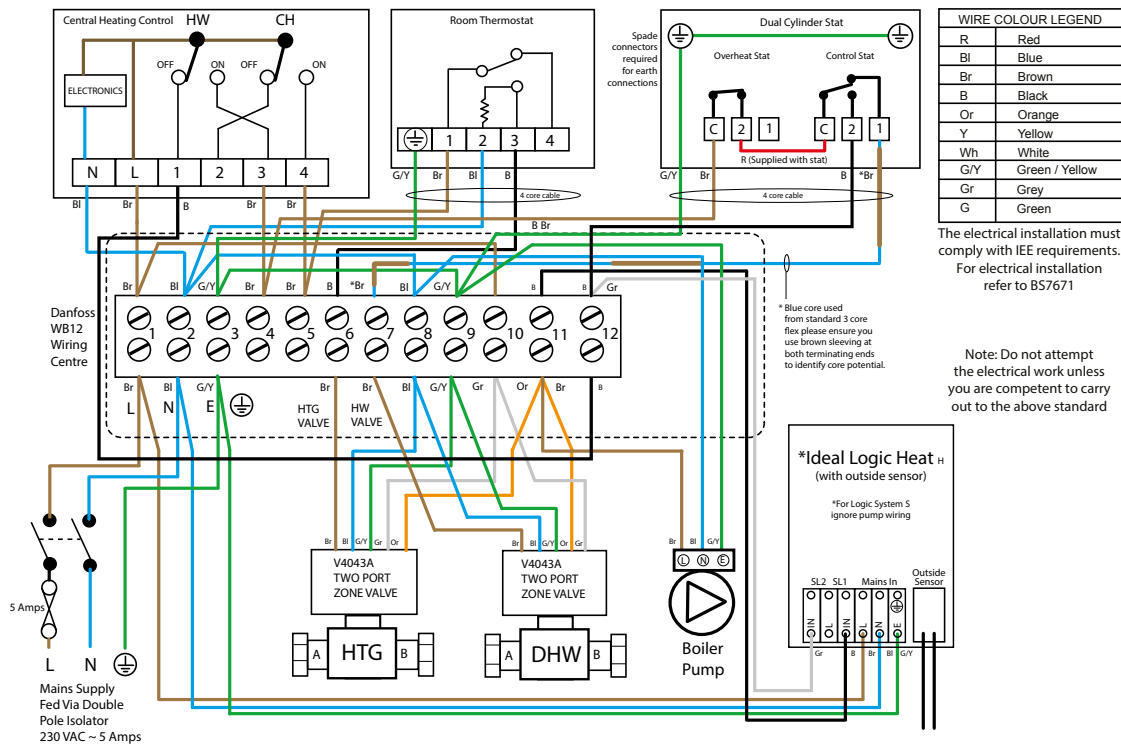 Central Heating Control
HW
CH
OFF
ON
OFF
ON
ELECTRONICS
N
L
1
2
3
4
Bl
Br
B
Br
Br
Room Thermostat
1
2
3
4
G/Y
Br
Bl
B
4 core cable
B Br
Dual Cylinder Stat
Spade
connectors
required
for earth
connections
Overheat Stat
Control Stat
C
2
1
C
2
1
R (Supplied with stat)
G/Y
Br
B
*Br
4 core cable
WIRE COLOUR LEGEND
R Red
Bl Blue
Br Brown
B Black
Or Orange
Y Yellow
Wh White
G/Y Green / Yellow
Gr Grey
G Green
The electrical installation must
comply with IEE requirements.
For electrical installation
refer to BS7671
Note: Do not attempt
the electrical work unless
you are competent to carry
out to the above standard
Br
Bl
G/Y
Br
Br
B
*Br
Bl
G/Y
B
B
Gr
Danfoss
WB12
Wiring
Centre
1
2
3
4
5
6
7
8
9
10
11
12
* Blue core used
from standard 3 core
flex please ensure you
use brown sleeving at
both terminating ends
to identify core potential.
Br
Bl
G/Y
Br
Br
Bl
G/Y
Gr
Or
Br
B
L
N
E
HTG
VALVE
HW
VALVE
5 Amps
L
N
Mains Supply
Fed Via Double
Pole Isolator
230 VAC ~ 5 Amps
Br
Bl
G/Y
Gr
Or
V4043A
TWO PORT
ZONE VALVE
A
HTG
B
Br
Bl
G/Y
Or
Gr
V4043A
TWO PORT
ZONE VALVE
A
DHW
B
Br
Bl
G/Y
L
N
E
Boiler
Pump
*Ideal Logic Heat H
(with outside sensor)
*For Logic System S
ignore pump wiring
SL2
SL1
Mains In
Outside
Sensor
IN
L
IN
L
N
E
Gr
B
Br
Bl
G/Y